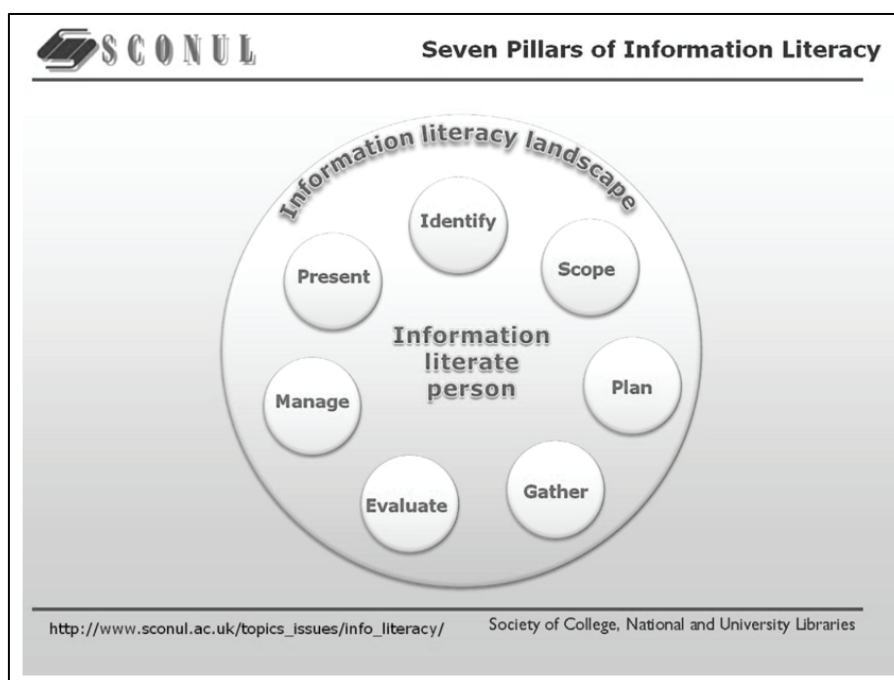 SCONUL
Seven Pillars of Information Literacy
Information literacy landscape
Identify
Scope
Present
Information
literate
person
Plan
Manage
Gather
Evaluate
http://www.sconul.ac.uk/topics_issues/info_literacy/
Society of College, National and University Libraries